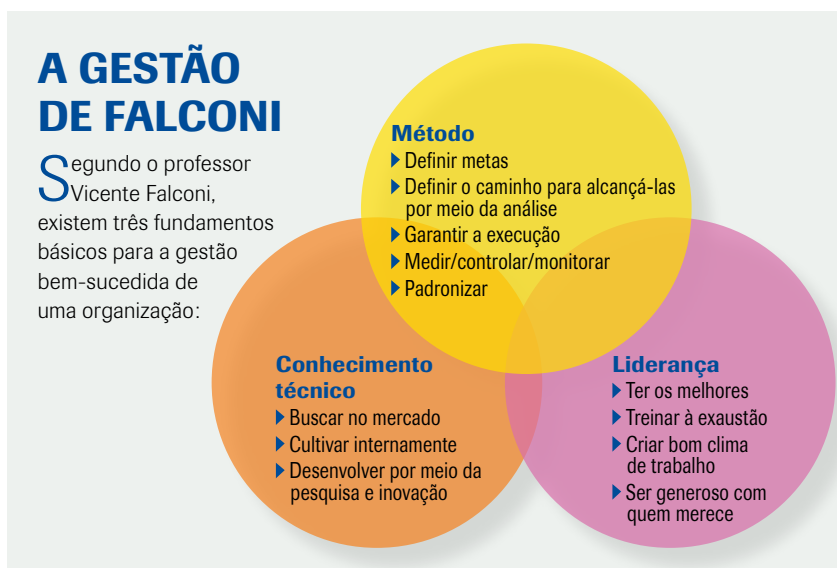 A GESTÃO
DE FALCONI
Segundo o professor
Vicente Falconi,
existem três fundamentos
básicos para a gestão
bem-sucedida de
uma organização:
Método
Definir metas
Definir o caminho para alcançá-las
por meio da análise
Garantir a execução
Medir/controlar/monitorar
Padronizar
Conhecimento
técnico
Buscar no mercado
Cultivar internamente
Desenvolver por meio da
pesquisa e inovação
Liderança
Ter os melhores
Treinar à exaustão
Criar bom clima
de trabalho
Ser generoso com
quem merece